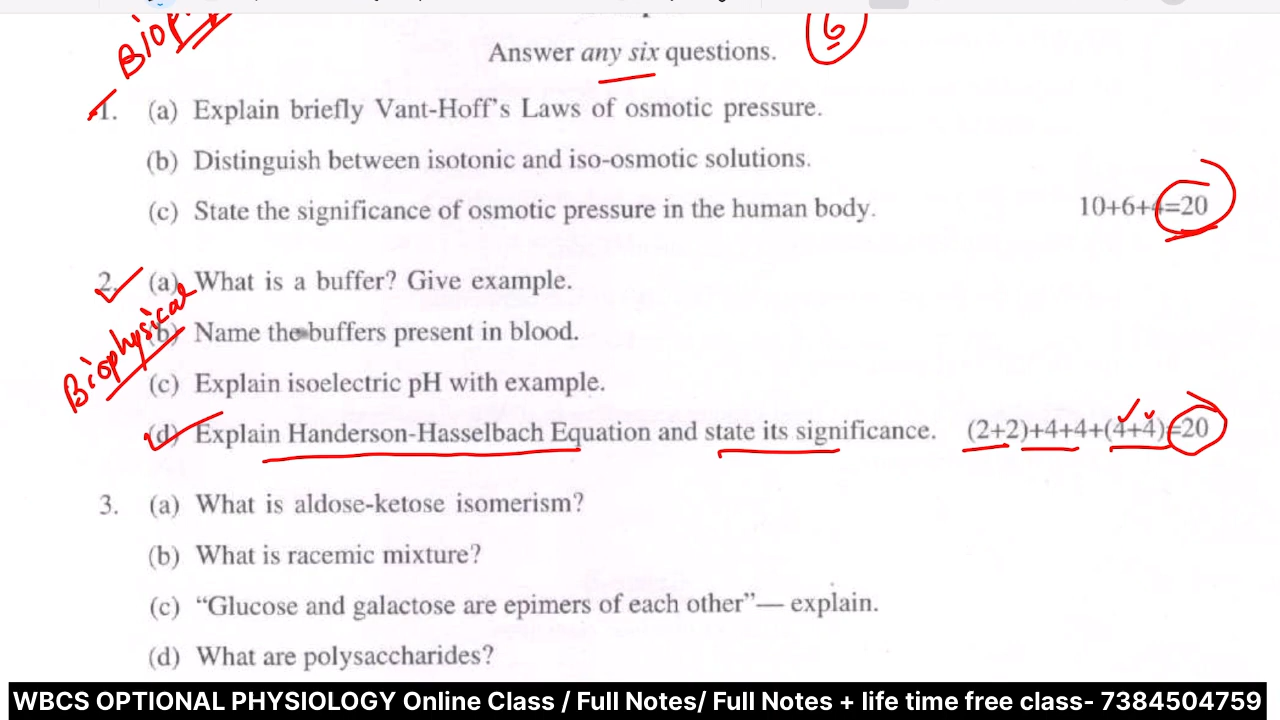 Biop
6
Answer any six questions.
1. (a) Explain briefly Vant-Hoff's Laws of osmotic pressure.
(b) Distinguish between isotonic and iso-osmotic solutions.
(c) State the significance of osmotic pressure in the human body. 10+6+4=20
2. (a) What is a buffer? Give example.
Biophysical
(b) Name the buffers present in blood.
(c) Explain isoelectric pH with example.
(d) Explain Handerson-Hasselbach Equation and state its significance. (2+2)+4+4+(4+4)=20
3. (a) What is aldose-ketose isomerism?
(b) What is racemic mixture?
(c) “Glucose and galactose are epimers of each other”— explain.
(d) What are polysaccharides?
WBCS OPTIONAL PHYSIOLOGY Online Class / Full Notes/ Full Notes + life time free class- 7384504759